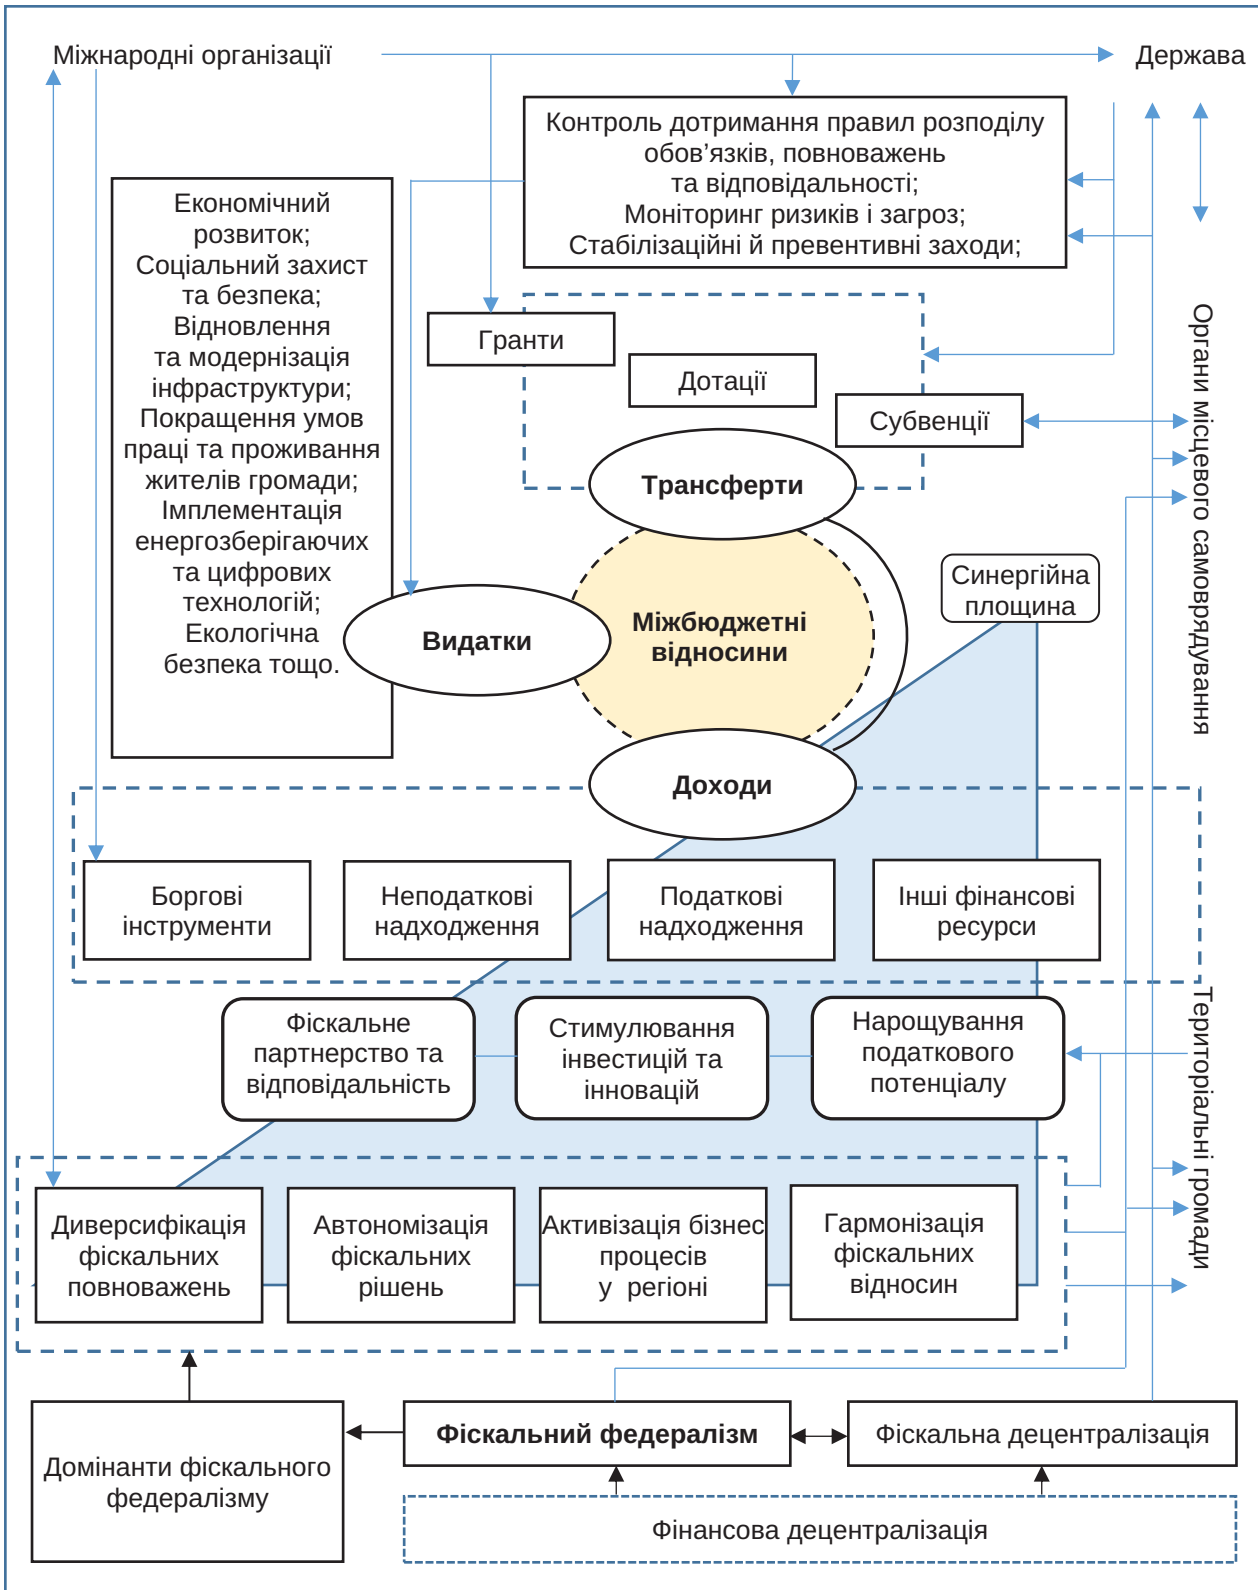 Міжнародні організації
Держава
Контроль дотримання правил розподілу
обов’язків, повноважень
та відповідальності;
Моніторинг ризиків і загроз;
Стабілізаційні й превентивні заходи;
Економічний
розвиток;
Соціальний захист
та безпека;
Відновлення
та модернізація
інфраструктури;
Покращення умов
праці та проживання
жителів громади;
Імплементація
енергозберігаючих
та цифрових
технологій;
Екологічна
безпека тощо.
Гранти
Дотації
Субвенції
Органи місцевого самоврядування
Трансферти
Синергійна
площина
Видатки
Міжбюджетні
відносини
Доходи
Боргові
інструменти
Неподаткові
надходження
Податкові
надходження
Інші фінансові
ресурси
Фіскальне
партнерство та
відповідальність
Стимулювання
інвестицій та
інновацій
Нарощування
податкового
потенціалу
Територіальні громади
Диверсифікація
фіскальних
повноважень
Автономізація
фіскальних
рішень
Активізація бізнес
процесів
у регіоні
Гармонізація
фіскальних
відносин
Домінанти фіскального
федералізму
Фіскальний федералізм
Фіскальна децентралізація
Фінансова децентралізація